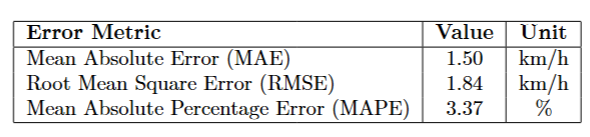 Error Metric Value Unit
Mean Absolute Error (MAE) 1.50 km/h
Root Mean Square Error (RMSE) 1.84 km/h
Mean Absolute Percentage Error (MAPE) 3.37 %